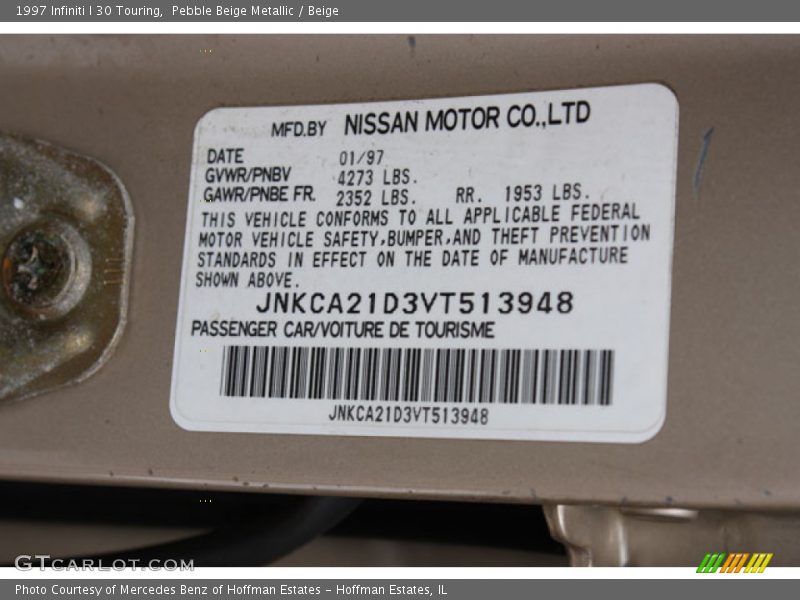 1997 Infiniti I 30 Touring,  Pebble Beige Metallic / Beige
MFD.BY NISSAN MOTOR CO.,LTD
DATE 01/97
GVWR/PNBV 4273 LBS.
GAWR/PNBE FR. 2352 LBS. RR. 1953 LBS.
THIS VEHICLE CONFORMS TO ALL APPLICABLE FEDERAL
MOTOR VEHICLE SAFETY,BUMPER,AND THEFT PREVENTION
STANDARDS IN EFFECT ON THE DATE OF MANUFACTURE
SHOWN ABOVE.
JNKCA21D3VT513948
PASSENGER CAR/VOITURE DE TOURISME
JNKCA21D3VT513948
GTCARLOT.COM
Photo Courtesy of Mercedes Benz of Hoffman Estates - Hoffman Estates, IL